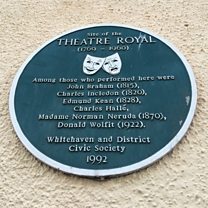 Site of the
THEATRE ROYAL
(1769 - 1960)
Among those who performed here were
John Braham (1815),
Charles Incledon (1820),
Edmund Kean (1828),
Charles Hallé,
Madame Norman Neruda (1870),
Donald Wolfit (1922).
Whitehaven and District
Civic Society
1992